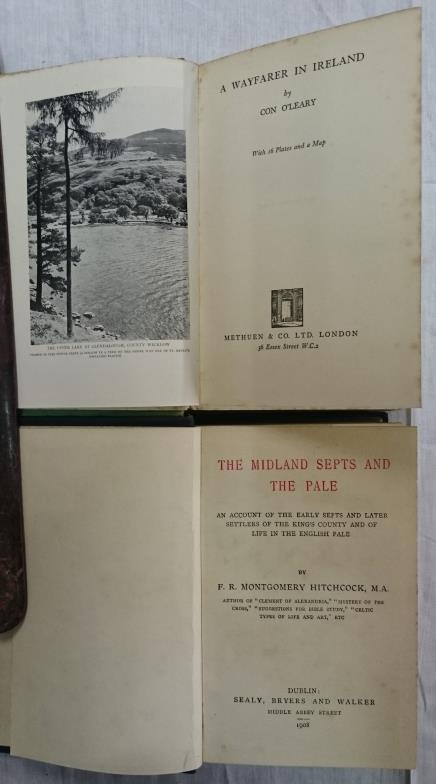 A WAYFARER IN IRELAND
by
CON O'LEARY
With 16 Plates and a Map
METHUEN & CO. LTD. LONDON
36 Essex Street W.C.2
THE UPPER LAKE AT GLENDALOUGH, COUNTY WICKLOW
THE MIDLAND SEPTS AND
THE PALE
AN ACCOUNT OF THE EARLY SEPTS AND LATER
SETTLERS OF THE KING'S COUNTY AND OF
LIFE IN THE ENGLISH PALE
BY
F. R. MONTGOMERY HITCHCOCK, M.A.
AUTHOR OF "CLEMENT OF ALEXANDRIA," "MYSTERY OF THE
CROSS," "SUGGESTIONS FOR BIBLE STUDY," "CELTIC
TYPES OF LIFE AND ART," ETC
DUBLIN:
SEALY, BRYERS AND WALKER
MIDDLE ABBEY STREET
1908